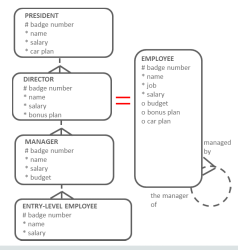 PRESIDENT
# badge number
* name
* salary
* car plan
DIRECTOR
# badge number
* name
* salary
* bonus plan
MANAGER
# badge number
* name
* salary
* budget
ENTRY-LEVEL EMPLOYEE
# badge number
* name
* salary
EMPLOYEE
# badge number
* name
* job
* salary
o budget
o bonus plan
o car plan
managed
by
the manager
of